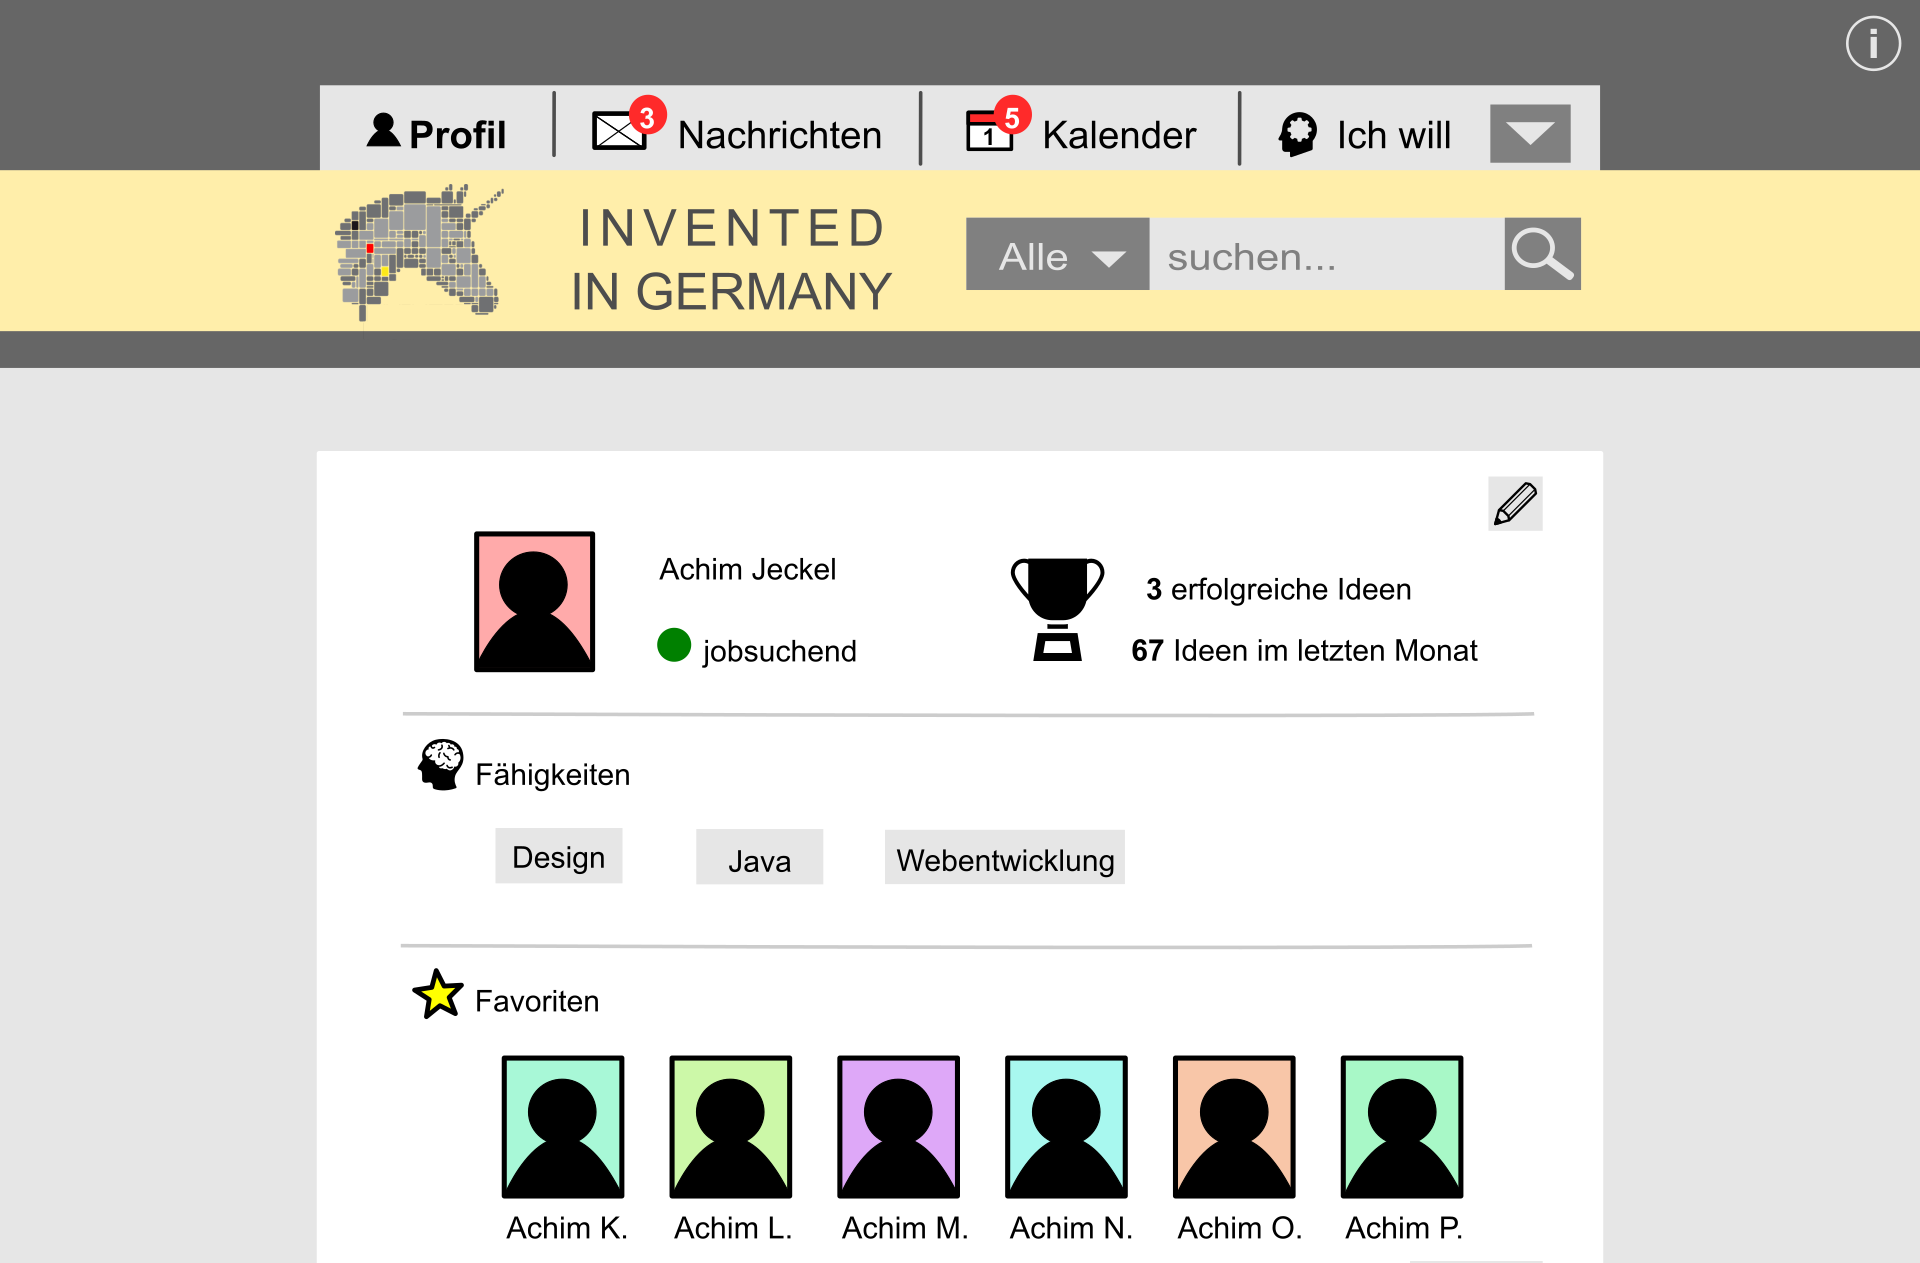 i
Profil
3
Nachrichten
1
5
Kalender
Ich will
INVENTED
IN GERMANY
Alle
suchen...
Achim Jeckel
jobsuchend
3 erfolgreiche Ideen
67 Ideen im letzten Monat
Fähigkeiten
Design
Java
Webentwicklung
Favoriten
Achim K.
Achim L.
Achim M.
Achim N.
Achim O.
Achim P.